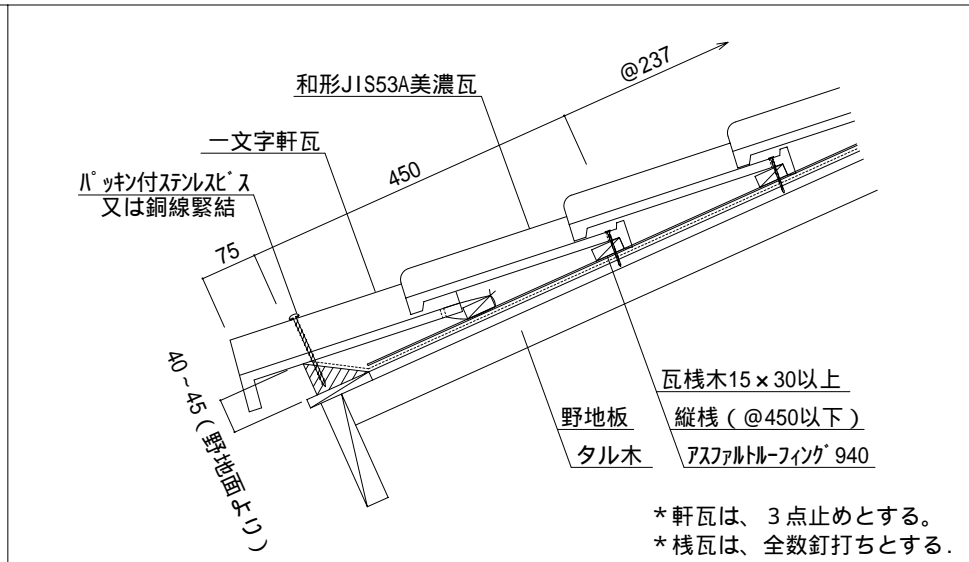 @237
和形JIS53A美濃瓦
一文字軒瓦
450
パッキン付ステンレスビス
又は銅線緊結
75
40~45(野地面より)
瓦桟木15×30以上
野地板
縦桟(@450以下)
タル木
アスファルトルーフィング940
*軒瓦は、3点止めとする。
*桟瓦は、全数釘打ちとする.